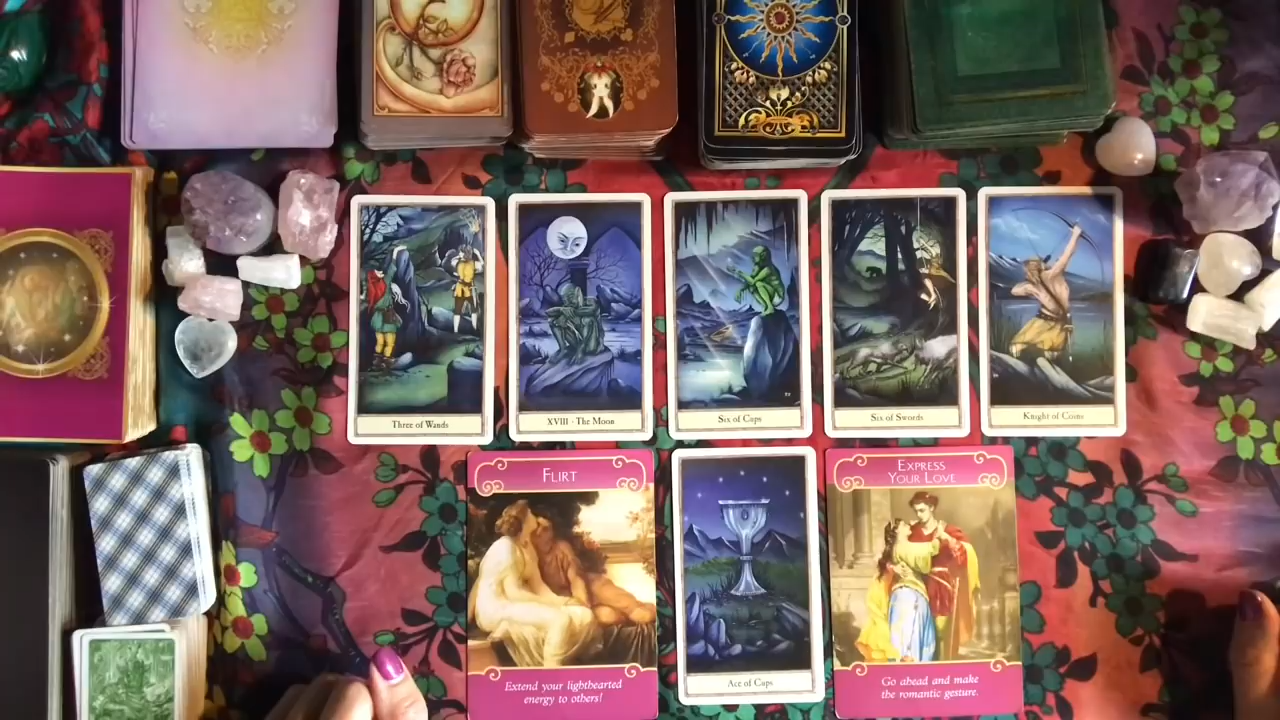 Three of Wands
XVIII - The Moon
Six of Cups
Six of Swords
Knight of Coins
FLIRT
Extend your lighthearted
energy to others!
Ace of Cups
EXPRESS
YOUR LOVE
Go ahead and make
the romantic gesture.